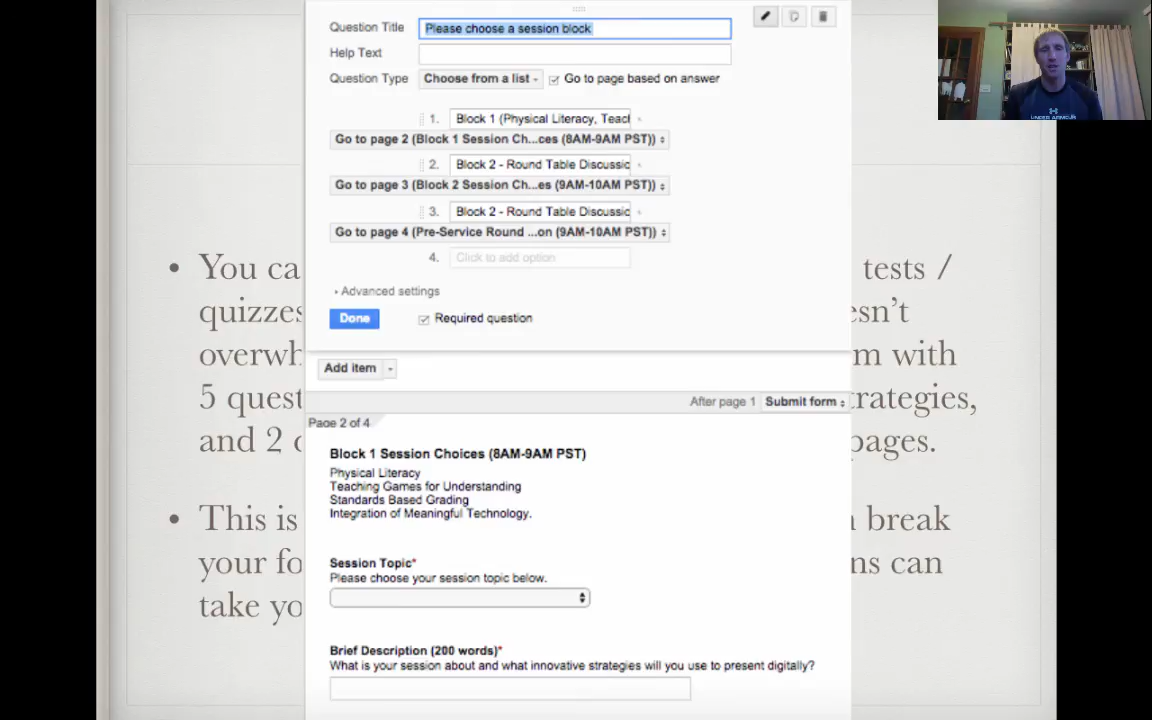 Question Title Please choose a session block
Help Text
Question Type Choose from a list Go to page based on answer
1. Block 1 (Physical Literacy, Teacl
Go to page 2 (Block 1 Session Ch...ces (8AM-9AM PST))
2. Block 2 - Round Table Discussic
Go to page 3 (Block 2 Session Ch...es (9AM-10AM PST))
3. Block 2 - Round Table Discussic
Go to page 4 (Pre-Service Round ...on (9AM-10AM PST))
4. Click to add option
Advanced settings
Done Required question
Add item
After page 1 Submit form
Page 2 of 4
Block 1 Session Choices (8AM-9AM PST)
Physical Literacy
Teaching Games for Understanding
Standards Based Grading
Integration of Meaningful Technology.
Session Topic*
Please choose your session topic below.
Brief Description (200 words)*
What is your session about and what innovative strategies will you use to present digitally?
• You ca tests /
quizzes esn't
overwh m with
5 quest rategies,
and 2 pages.
• This is break
your fo ns can
take yo
UNDER ARMOUR